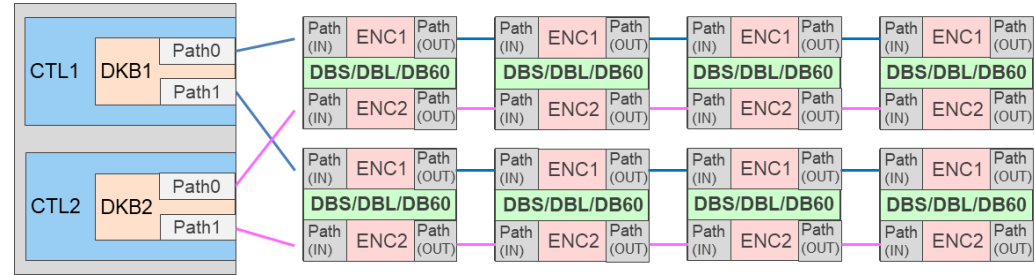 CTL1
DKB1
Path0
Path1
CTL2
DKB2
Path0
Path1
Path (IN) ENC1 Path (OUT) Path (IN) ENC1 Path (OUT) Path (IN) ENC1 Path (OUT) Path (IN) ENC1 Path (OUT)
DBS/DBL/DB60 DBS/DBL/DB60 DBS/DBL/DB60 DBS/DBL/DB60
Path (IN) ENC2 Path (OUT) Path (IN) ENC2 Path (OUT) Path (IN) ENC2 Path (OUT) Path (IN) ENC2 Path (OUT)
Path (IN) ENC1 Path (OUT) Path (IN) ENC1 Path (OUT) Path (IN) ENC1 Path (OUT) Path (IN) ENC1 Path (OUT)
DBS/DBL/DB60 DBS/DBL/DB60 DBS/DBL/DB60 DBS/DBL/DB60
Path (IN) ENC2 Path (OUT) Path (IN) ENC2 Path (OUT) Path (IN) ENC2 Path (OUT) Path (IN) ENC2 Path (OUT)